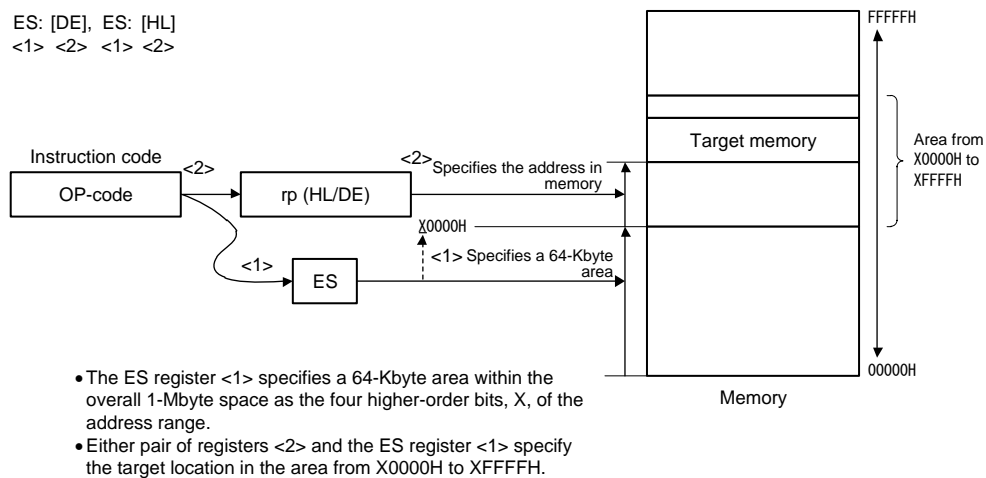 ES: [DE], ES: [HL]
<1> <2> <1> <2>
FFFFFH
Target memory
Area from
X0000H to
XFFFFH
Instruction code
OP-code
<2>
rp (HL/DE)
<2>
Specifies the address in
memory
X0000H
<1> Specifies a 64-Kbyte
area
<1>
ES
00000H
Memory
• The ES register <1> specifies a 64-Kbyte area within the
overall 1-Mbyte space as the four higher-order bits, X, of the
address range.
• Either pair of registers <2> and the ES register <1> specify
the target location in the area from X0000H to XFFFFH.